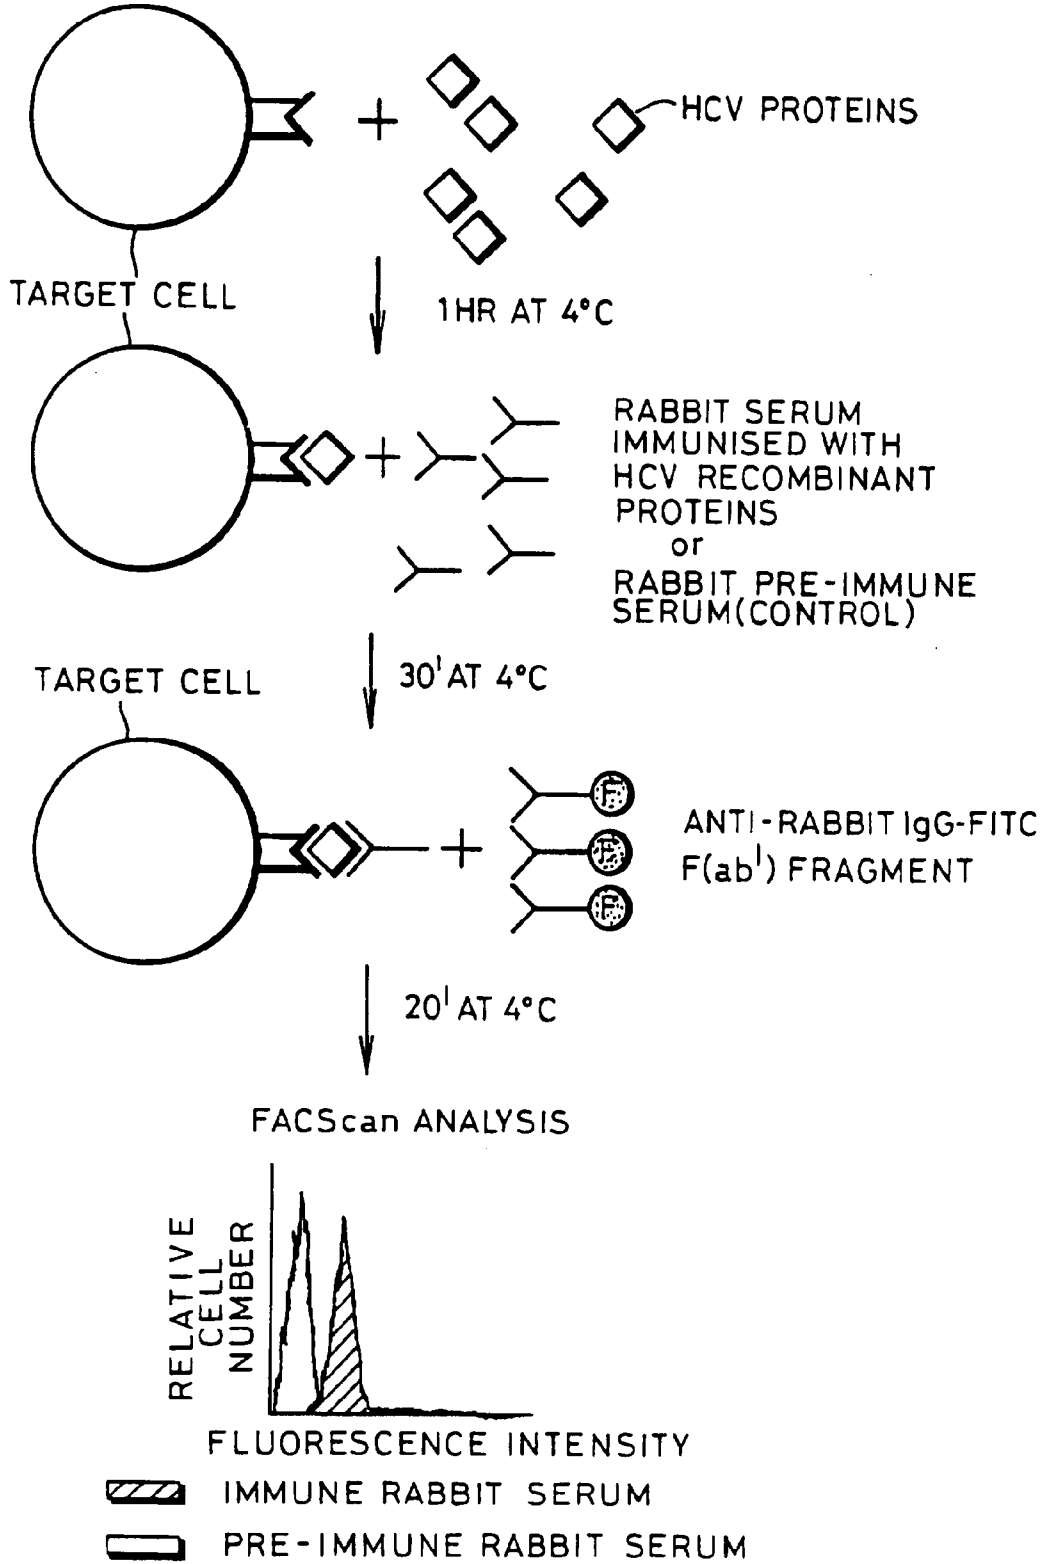 HCV PROTEINS
TARGET CELL
1HR AT 4°C
RABBIT SERUM
IMMUNISED WITH
HCV RECOMBINANT
PROTEINS
or
RABBIT PRE-IMMUNE
SERUM(CONTROL)
30' AT 4°C
TARGET CELL
F
F
F
ANTI-RABBIT IgG-FITC
F(ab') FRAGMENT
20' AT 4°C
FACScan ANALYSIS
RELATIVE
CELL
NUMBER
FLUORESCENCE INTENSITY
IMMUNE RABBIT SERUM
PRE-IMMUNE RABBIT SERUM